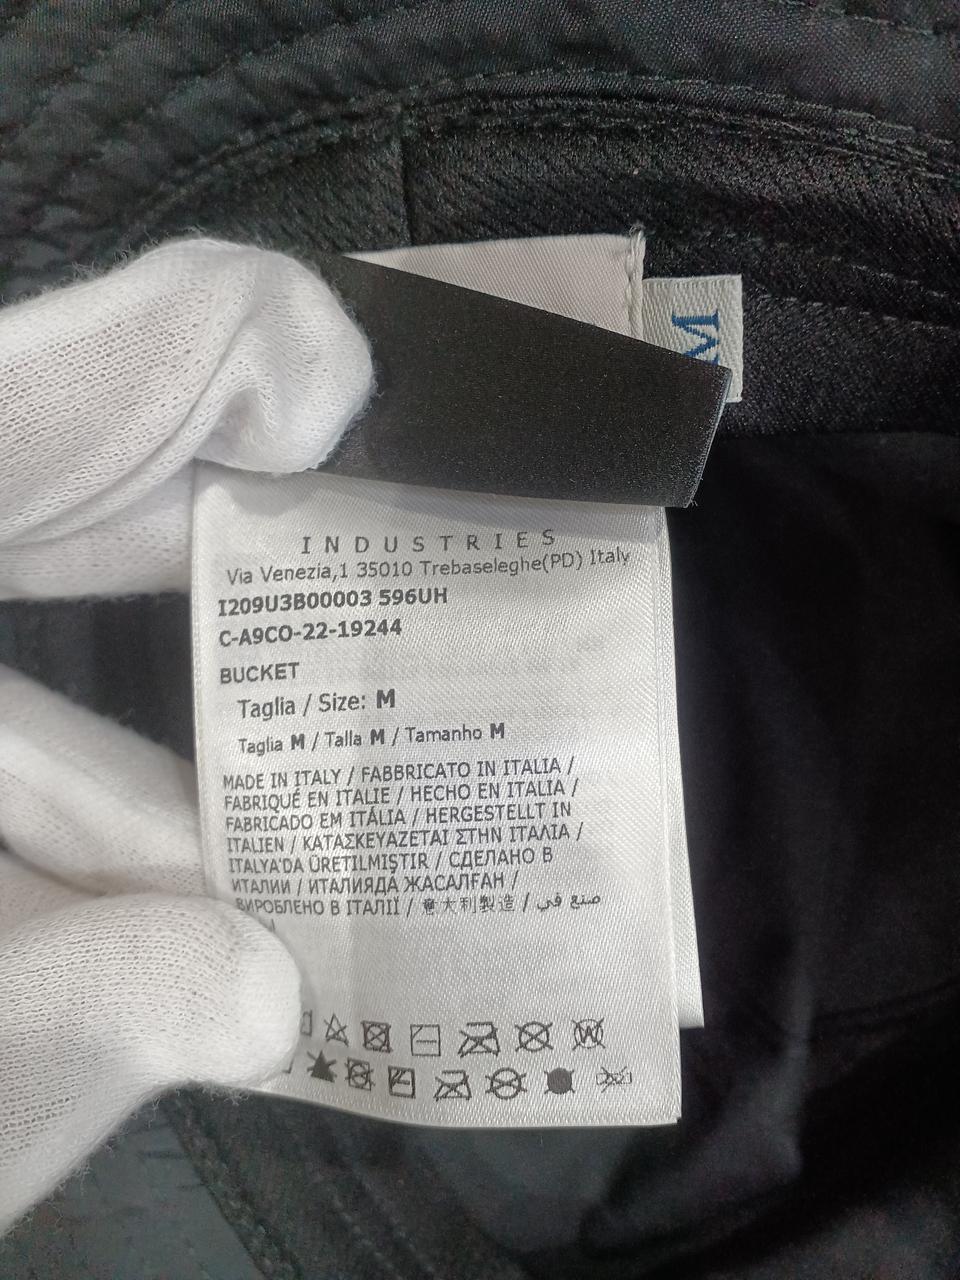 M
INDUSTRIES
Via Venezia,1 35010 Trebaseleghe(PD) Italy
I209U3B00003 596UH
C-A9CO-22-19244
BUCKET
Taglia / Size: M
Taglia M / Talla M / Tamanho M
MADE IN ITALY / FABBRICATO IN ITALIA /
FABRIQUÉ EN ITALIE / HECHO EN ITALIA /
FABRICADO EM ITÁLIA / HERGESTELLT IN
ITALIEN / ΚΑΤΑΣΚΕΥΑΖΕΤΑΙ ΣΤΗΝ ΙΤΑΛΙΑ /
ITALYA'DA ÜRETILMIŞTIR / СДЕЛАНО В
ИТАЛИИ / ИТАЛИЯДА ЖАСАЛҒАН /
ВИРОБЛЕНО В ІТАЛІЇ / 意大利製造 / صنع في